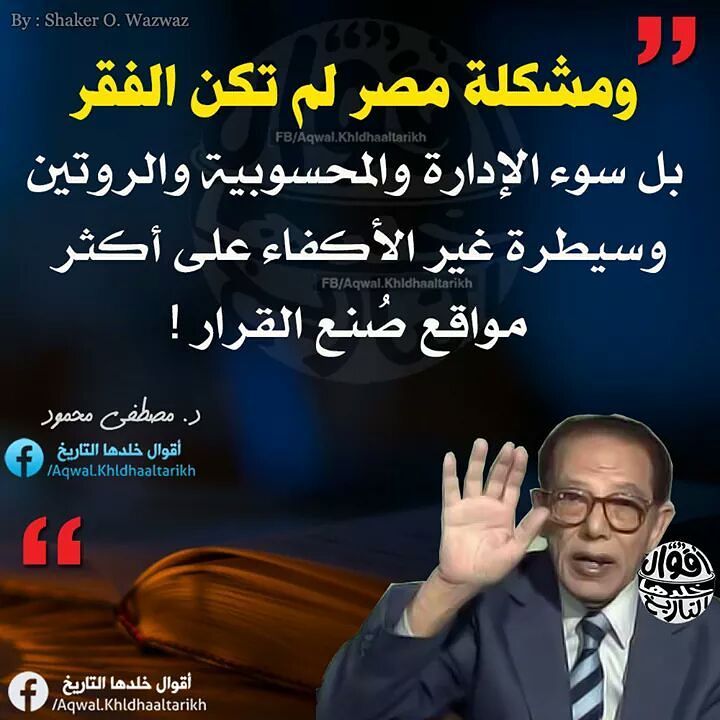 By : Shaker O. Wazwaz
ومشكلة مصر لم تكن الفقر
FB/Aqwal.Khldhaaltarikh
بل سوء الإدارة والمحسوبية والروتين
وسيطرة غير الأكفاء على أكثر
FB/Aqwal.Khldhaaltarikh
مواقع صُنع القرار !
د. مصطفى محمود
أقوال خلدها التاريخ
/Aqwal.Khldhaaltarikh
أقوال خلدها التاريخ
أقوال خلدها التاريخ
/Aqwal.Khldhaaltarikh